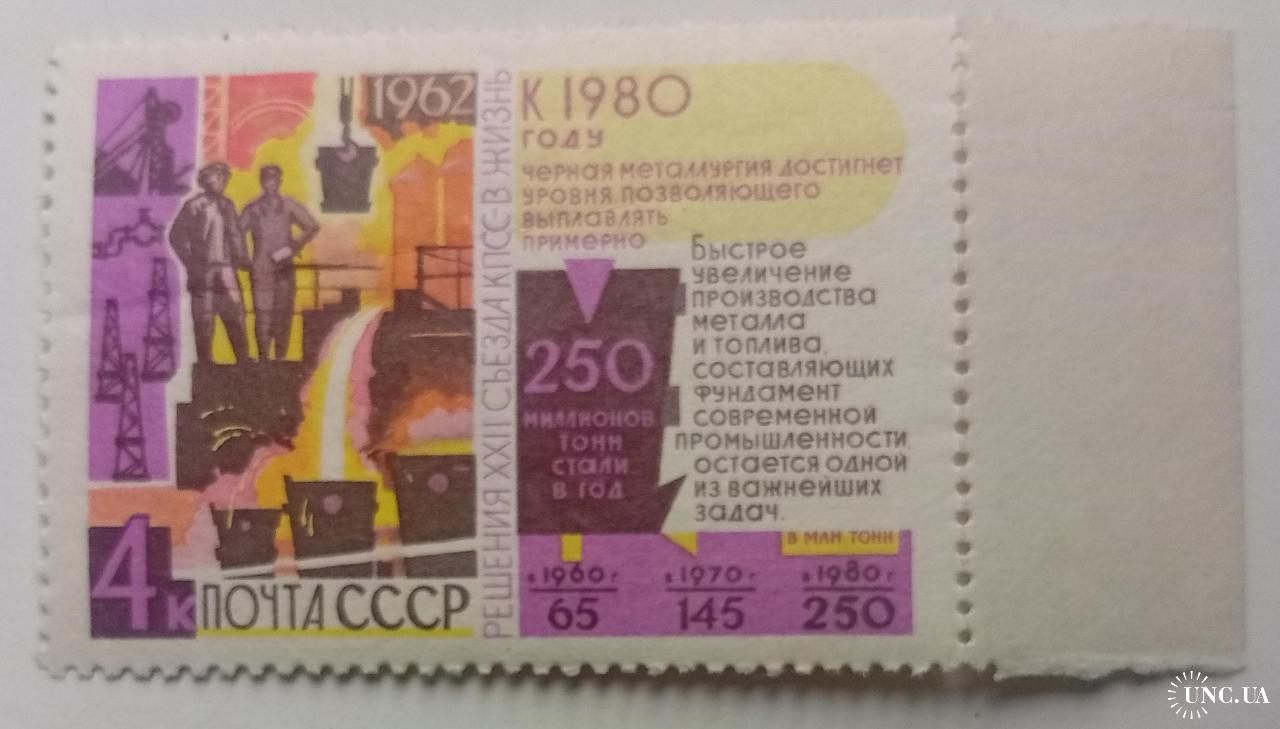 1962
4к
ПОЧТА СССР
РЕШЕНИЯ XXII СЪЕЗДА КПСС-В ЖИЗНЬ
К 1980
ГОДУ
ЧЕРНАЯ МЕТАЛЛУРГИЯ ДОСТИГНЕТ
УРОВНЯ, ПОЗВОЛЯЮЩЕГО
ВЫПЛАВЛЯТЬ
ПРИМЕРНО
250
МИЛЛИОНОВ
ТОНН
СТАЛИ
В ГОД
БЫСТРОЕ
УВЕЛИЧЕНИЕ
ПРОИЗВОДСТВА
МЕТАЛЛА
И ТОПЛИВА,
СОСТАВЛЯЮЩИХ
ФУНДАМЕНТ
СОВРЕМЕННОЙ
ПРОМЫШЛЕННОСТИ,
ОСТАЕТСЯ ОДНОЙ
ИЗ ВАЖНЕЙШИХ
ЗАДАЧ.
В МЛН ТОНН
в 1960 г. в 1970 г. в 1980 г.
65 145 250
UNC.UA